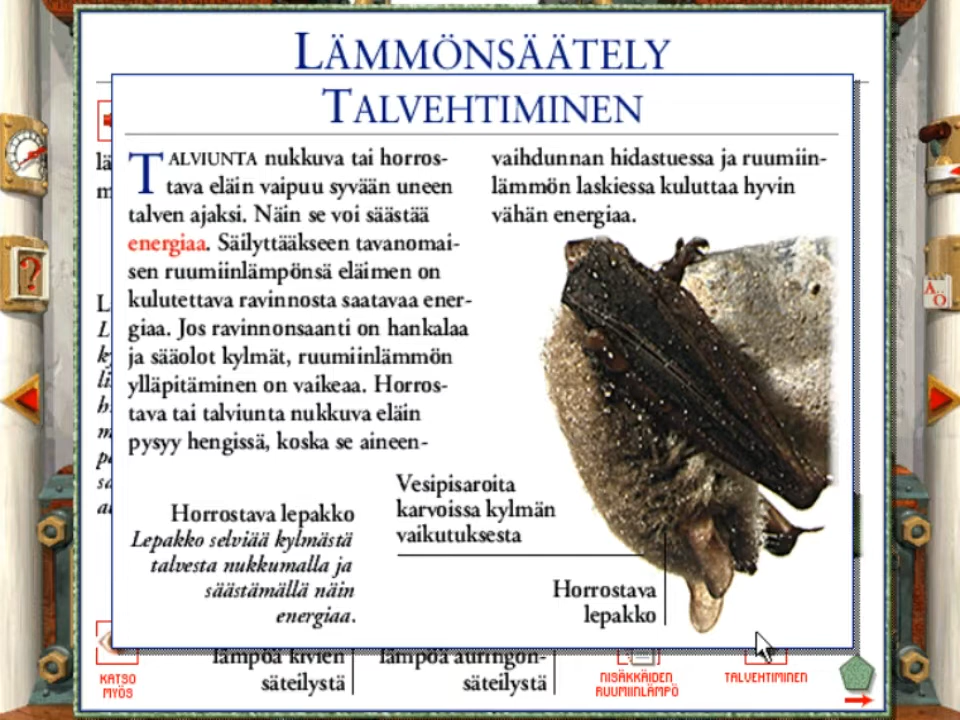 LÄMMÖNSÄÄTELY
TALVEHTIMINEN
TALVIUNTA nukkuva tai horros-
tava eläin vaipuu syvään uneen
talven ajaksi. Näin se voi säästää
energiaa. Säilyttääkseen tavanomai-
sen ruumiinlämpönsä eläimen on
kulutettava ravinnosta saatavaa ener-
giaa. Jos ravinnonsaanti on hankalaa
ja sääolot kylmät, ruumiinlämmön
ylläpitäminen on vaikeaa. Horros-
tava tai talviunta nukkuva eläin
pysyy hengissä, koska se aineen-
vaihdunnan hidastuessa ja ruumiin-
lämmön laskiessa kuluttaa hyvin
vähän energiaa.
Vesipisaroita
karvoissa kylmän
vaikutuksesta
Horrostava lepakko
Lepakko selviää kylmästä
talvesta nukkumalla ja
säästämällä näin
energiaa.
Horrostava
lepakko
lämpöä kivien
säteilystä
lämpöä auringon-
säteilystä
KATSO
MYÖS
NISÄKKÄIDEN
RUUMIINLÄMPÖ
TALVEHTIMINEN
?
A..
O